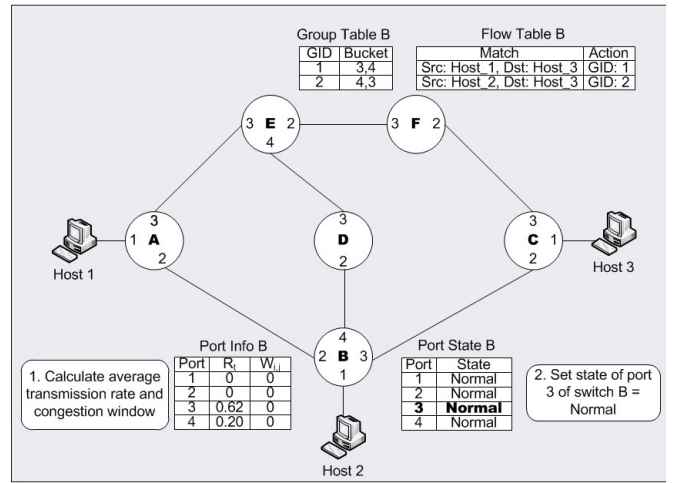 Group Table B
GID Bucket
1 3,4
2 4,3
Flow Table B
Match Action
Src: Host_1, Dst: Host_3 GID: 1
Src: Host_2, Dst: Host_3 GID: 2
3 E 2
4
3 F 2
3
1 A
2
Host 1
3
D
2
3
C 1
2
Host 3
4
2 B 3
1
Host 2
1. Calculate average
transmission rate and
congestion window
Port Info B
Port Rt Wi,j
1 0 0
2 0 0
3 0.62 0
4 0.20 0
Port State B
Port State
1 Normal
2 Normal
3 Normal
4 Normal
2. Set state of port
3 of switch B =
Normal